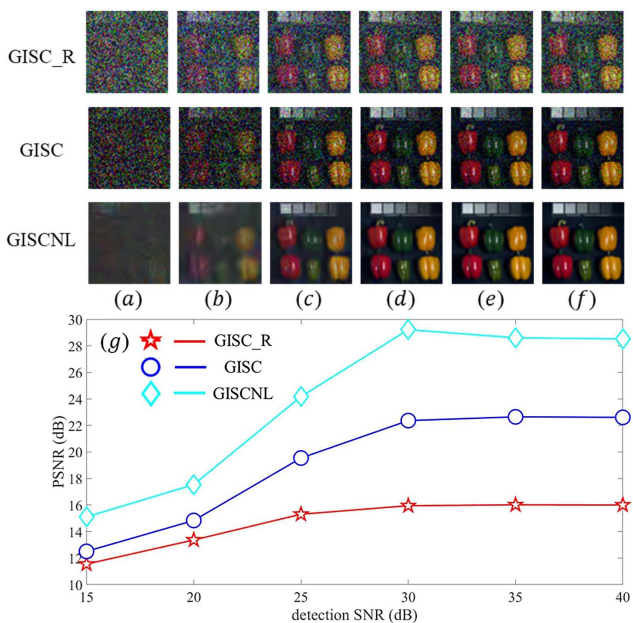 GISC_R
GISC
GISCNL
(a) (b) (c) (d) (e) (f)
(g)
GISC_R
GISC
GISCNL
PSNR (dB)
30
28
26
24
22
20
18
16
14
12
10
15 20 25 30 35 40
detection SNR (dB)